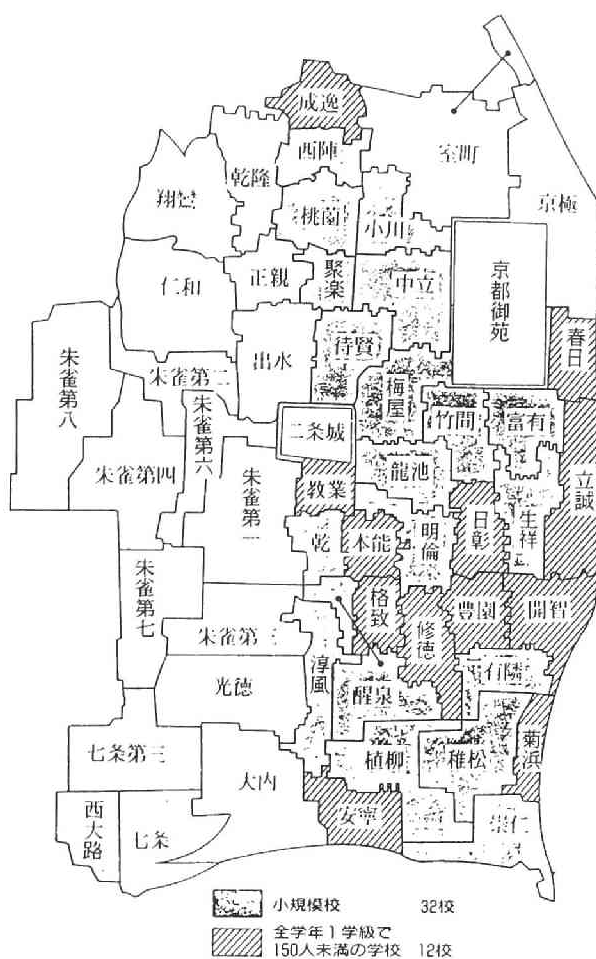 成逸
西陣
室町
乾隆
翔鸞
桃薗
小川
京極
仁和
正親
聚楽
中立
京都御苑
待賢
出水
春日
朱雀第八
朱雀第二
梅屋
竹間
富有
朱雀第六
二条城
朱雀第四
龍池
立誠
朱雀第一
教業
生祥
日彰
明倫
乾
本能
朱雀第七
格致
修徳
豊園
開智
朱雀第三
淳風
有隣
光徳
醒泉
菊浜
七条第三
植柳
稚松
大内
西大路
七条
安寧
崇仁
小規模校 32校
全学年1学級で
150人未満の学校 12校